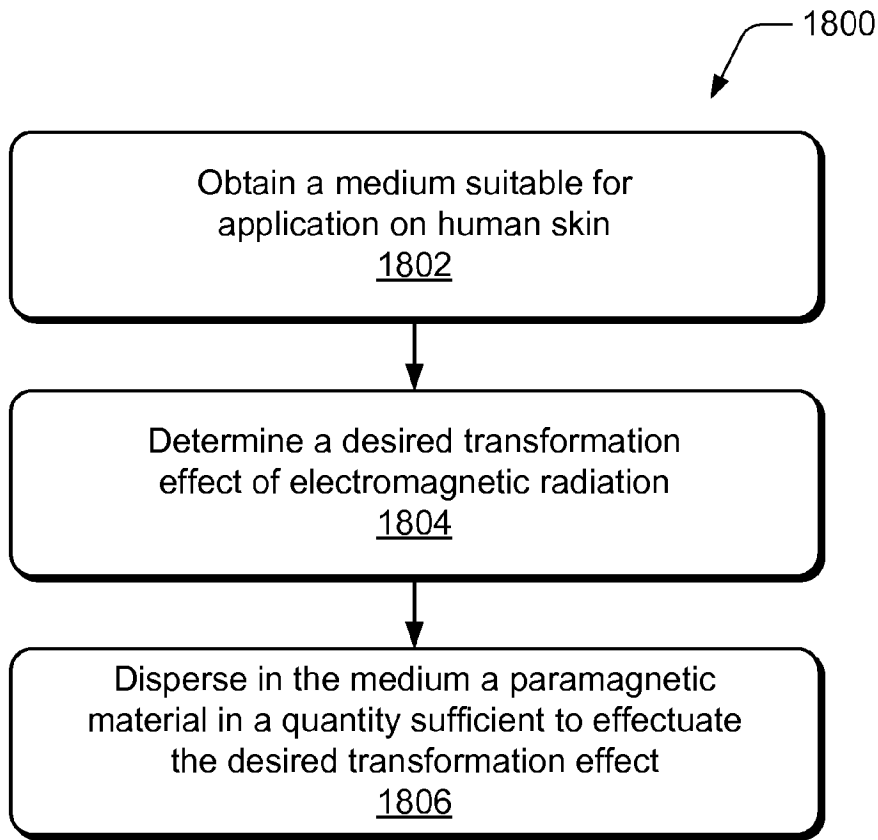 1800
Obtain a medium suitable for
application on human skin
1802
Determine a desired transformation
effect of electromagnetic radiation
1804
Disperse in the medium a paramagnetic
material in a quantity sufficient to effectuate
the desired transformation effect
1806